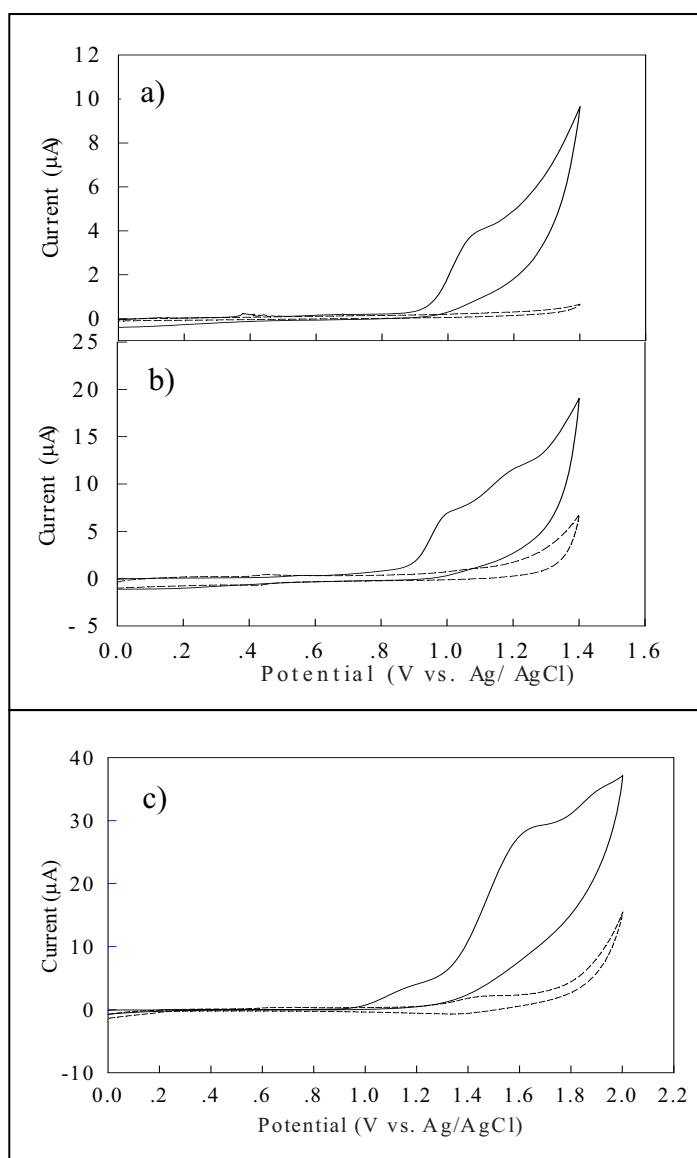 a)
12
10
8
6
4
2
0
Current (µA)
b)
25
20
15
10
5
0
- 5
Current (µA)
0.0 .2 .4 .6 .8 1.0 1.2 1.4 1.6
Potential (V vs. Ag/ AgCl)
c)
40
30
20
10
0
-10
Current (µA)
0.0 .2 .4 .6 .8 1.0 1.2 1.4 1.6 1.8 2.0 2.2
Potential (V vs. Ag/AgCl)